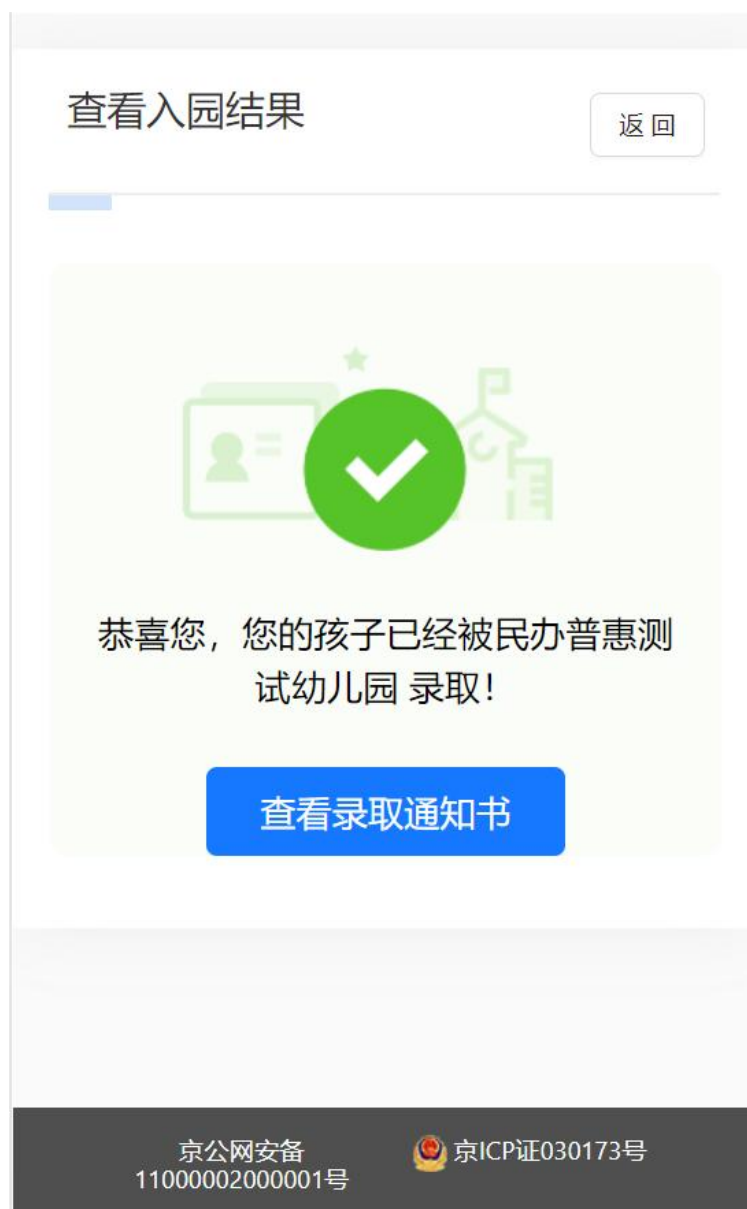 查看入园结果
返 回
恭喜您，您的孩子已经被民办普惠测
试幼儿园 录取！
查看录取通知书
京公网安备
11000002000001号
京ICP证030173号